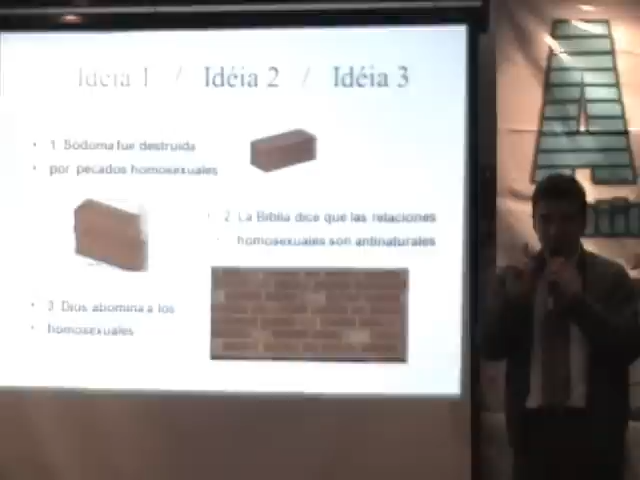 Idéia 1 / Idéia 2 / Idéia 3
• 1 Sodoma fue destruida
• por pecados homosexuales
• 2 La Biblia dice que las relaciones
• homosexuales son antinaturales
• 3 Dios abomina a los
• homosexuales
A